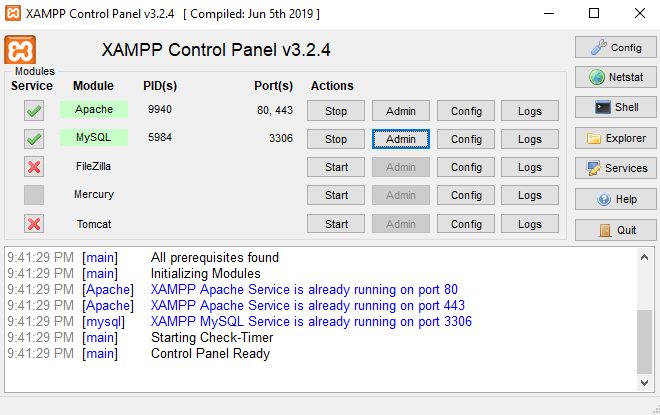 XAMPP Control Panel v3.2.4 [ Compiled: Jun 5th 2019 ]
XAMPP Control Panel v3.2.4
Config
Modules
Service Module PID(s) Port(s) Actions
Netstat
Apache 9940 80, 443 Stop Admin Config Logs
Shell
MySQL 5984 3306 Stop Admin Config Logs
Explorer
FileZilla Start Admin Config Logs
Services
Mercury Start Admin Config Logs
Help
Tomcat Start Admin Config Logs
Quit
9:41:29 PM [main] All prerequisites found
9:41:29 PM [main] Initializing Modules
9:41:29 PM [Apache] XAMPP Apache Service is already running on port 80
9:41:29 PM [Apache] XAMPP Apache Service is already running on port 443
9:41:29 PM [mysql] XAMPP MySQL Service is already running on port 3306
9:41:29 PM [main] Starting Check-Timer
9:41:29 PM [main] Control Panel Ready